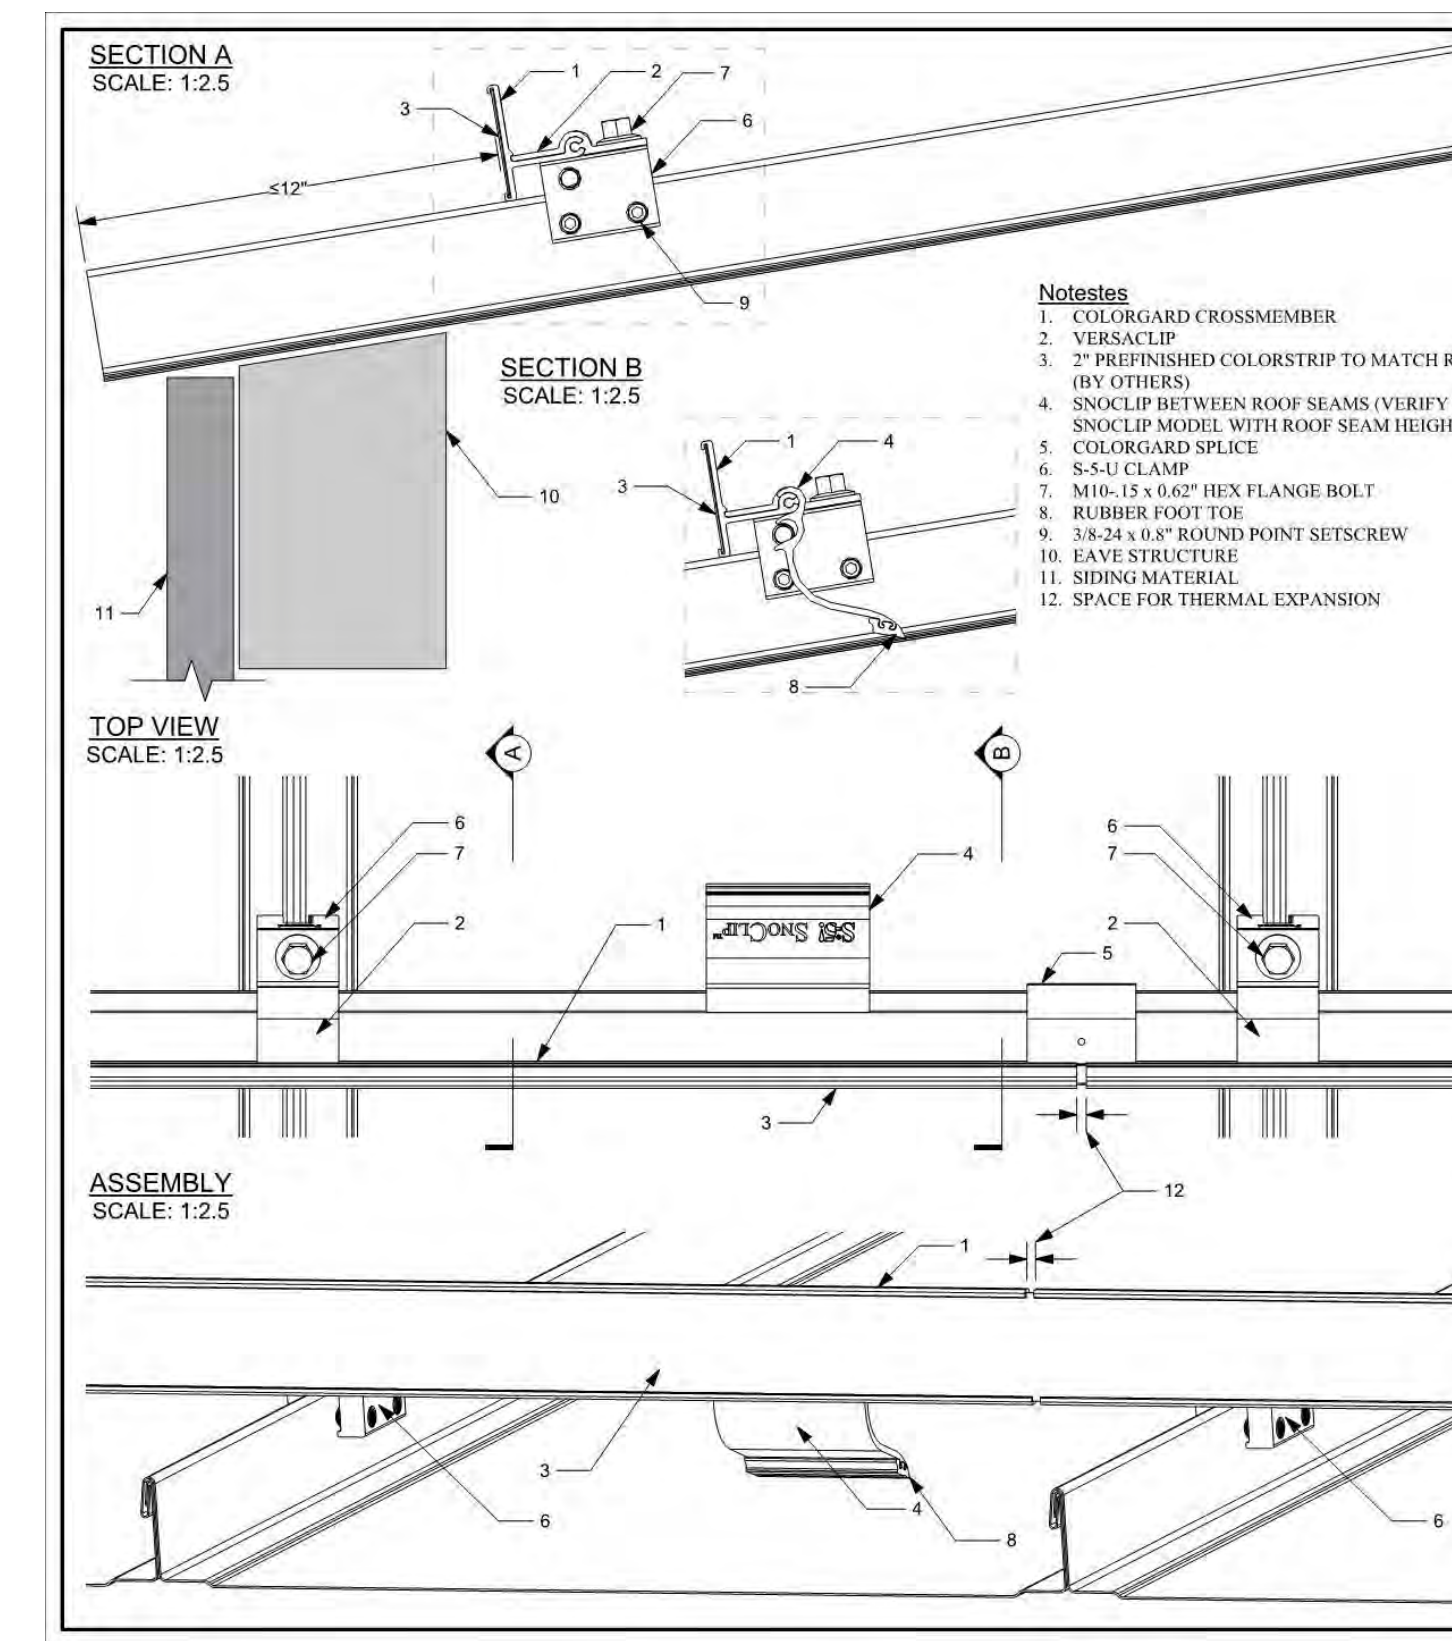 SECTION A
SCALE: 1:2.5
1
2
7
3
6
≤12"
9
SECTION B
SCALE: 1:2.5
1
4
3
10
8
11
Notestes
1. COLORGARD CROSSMEMBER
2. VERSACLIP
3. 2" PREFINISHED COLORSTRIP TO MATCH R
(BY OTHERS)
4. SNOCLIP BETWEEN ROOF SEAMS (VERIFY
SNOCLIP MODEL WITH ROOF SEAM HEIGH
5. COLORGARD SPLICE
6. S-5-U CLAMP
7. M10-.15 x 0.62" HEX FLANGE BOLT
8. RUBBER FOOT TOE
9. 3/8-24 x 0.8" ROUND POINT SETSCREW
10. EAVE STRUCTURE
11. SIDING MATERIAL
12. SPACE FOR THERMAL EXPANSION
TOP VIEW
SCALE: 1:2.5
A
B
6
7
4
2
1
S-5! SNOCLIP™
6
7
2
5
3
12
ASSEMBLY
SCALE: 1:2.5
1
3
6
4
8
6